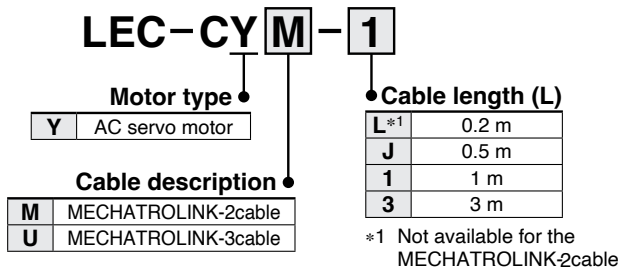 LEC-CYM-1
Motor type
Y AC servo motor
Cable description
M MECHATROLINK-2cable
U MECHATROLINK-3cable
Cable length (L)
L*1 0.2 m
J 0.5 m
1 1 m
3 3 m
*1 Not available for the
MECHATROLINK-2cable